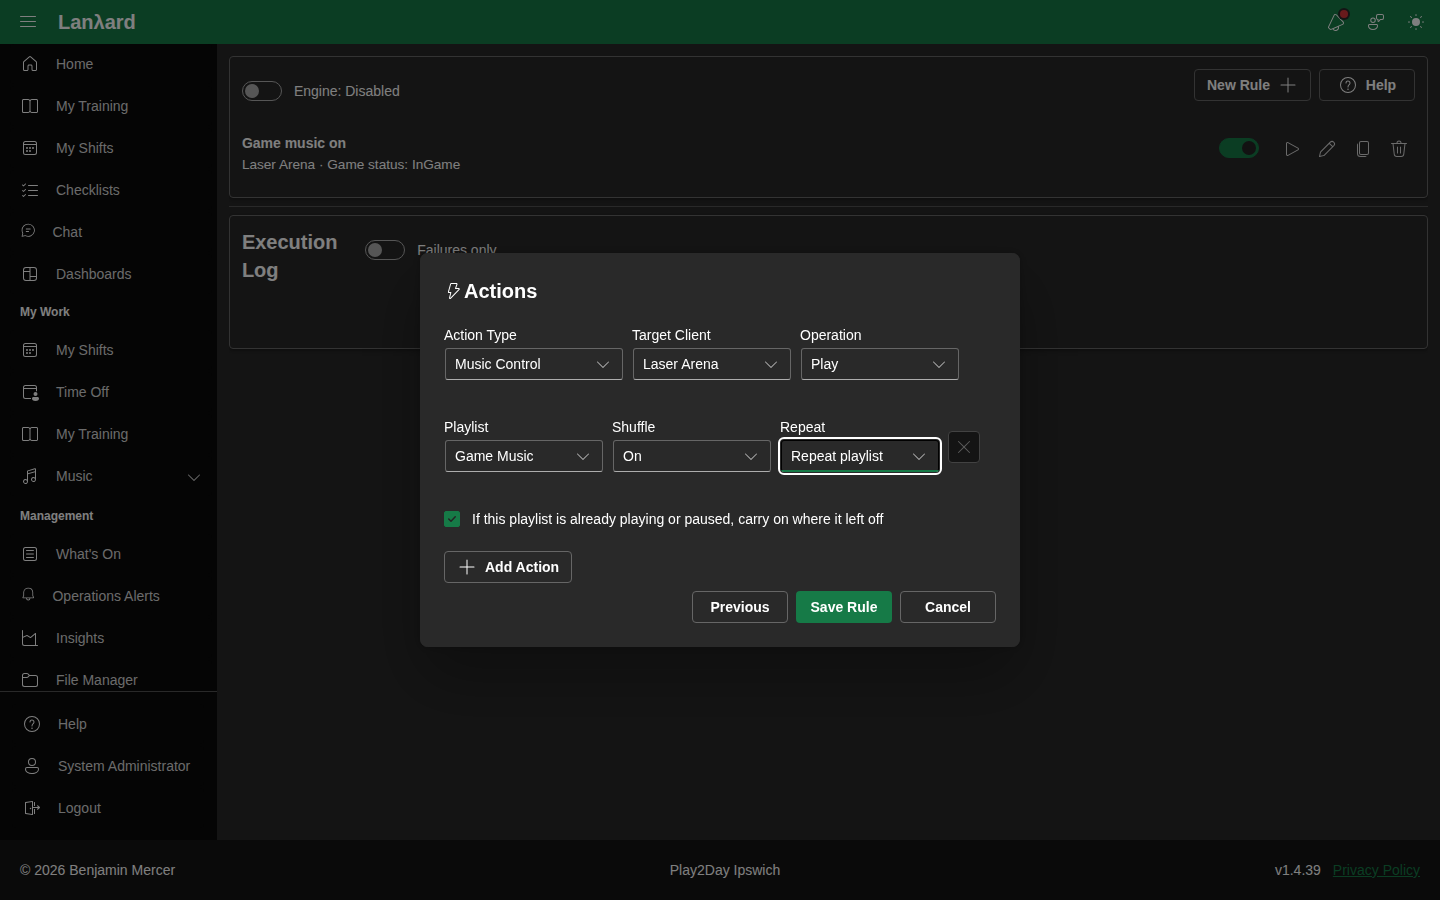 Lanλard
Home
My Training
My Shifts
Checklists
Chat
Dashboards
My Work
My Shifts
Time Off
My Training
Music
Management
What's On
Operations Alerts
Insights
File Manager
Help
System Administrator
Logout
Engine: Disabled
New Rule
Help
Game music on
Laser Arena · Game status: InGame
Execution
Log
Failures only
Actions
Action Type
Target Client
Operation
Music Control
Laser Arena
Play
Playlist
Shuffle
Repeat
Game Music
On
Repeat playlist
If this playlist is already playing or paused, carry on where it left off
Add Action
Previous
Save Rule
Cancel
© 2026 Benjamin Mercer
Play2Day Ipswich
v1.4.39
Privacy Policy